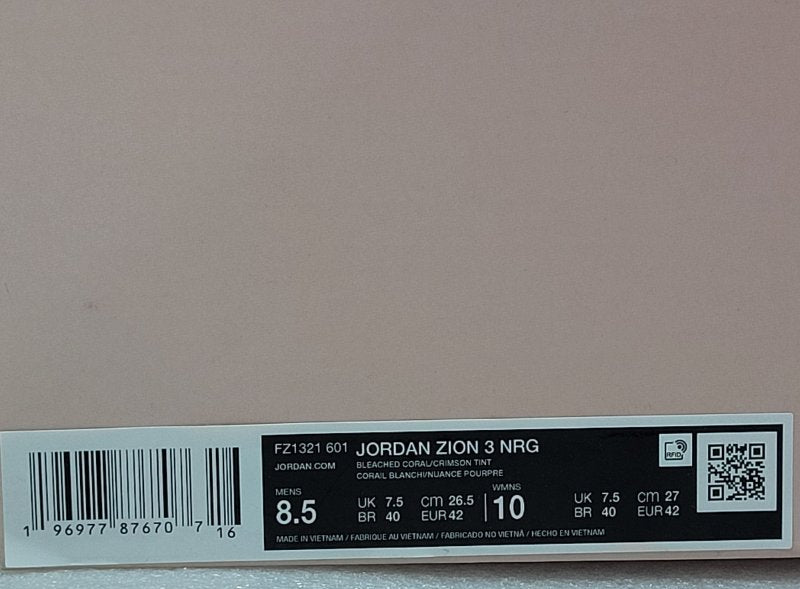 FZ1321 601 JORDAN ZION 3 NRG
JORDAN.COM
BLEACHED CORAL/CRIMSON TINT
CORAIL BLANCHI/NUANCE POURPRE
RFID
MENS
8.5
UK 7.5 CM 26.5
BR 40 EUR 42
WMNS
10
UK 7.5 CM 27
BR 40 EUR 42
MADE IN VIETNAM / FABRIQUE AU VIETNAM / FABRICADO NO VIETNÃ / HECHO EN VIETNAM
1 96977 87670 7 16